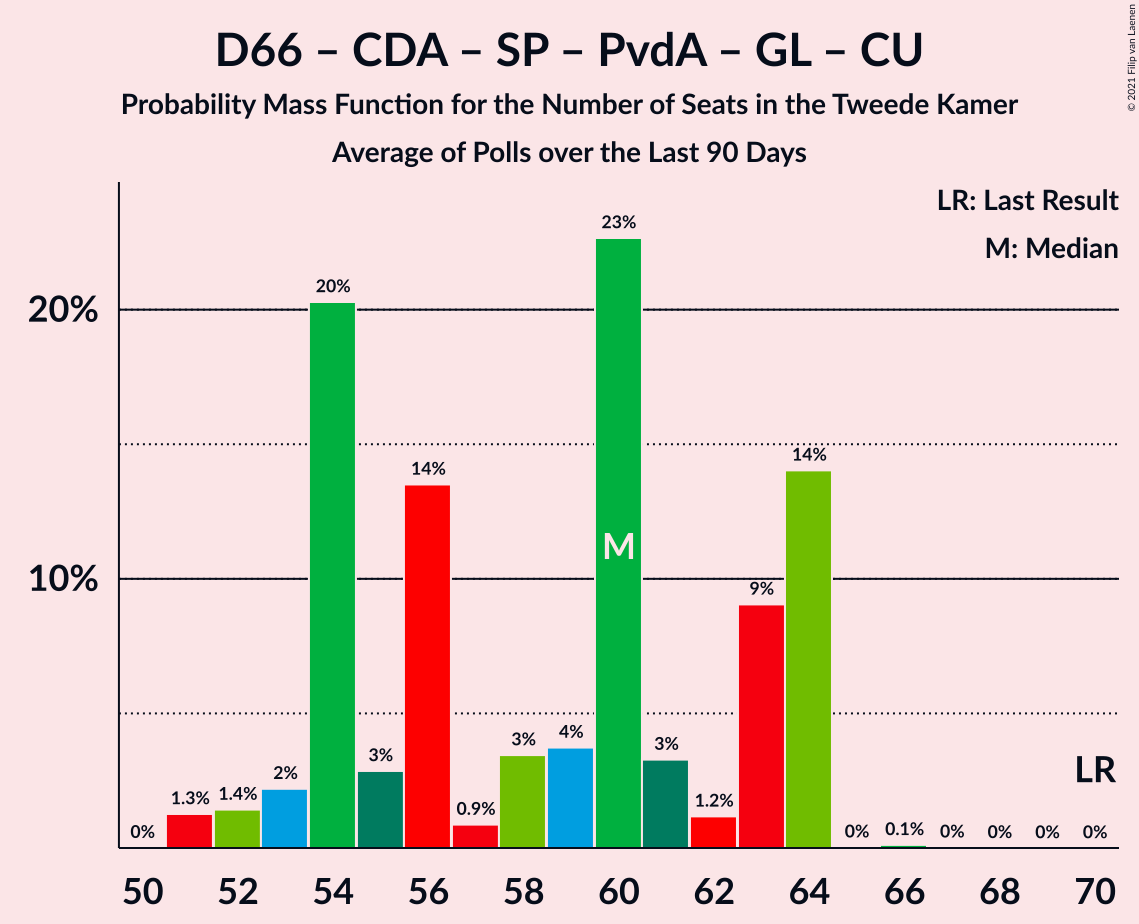 D66 – CDA – SP – PvdA – GL – CU
Probability Mass Function for the Number of Seats in the Tweede Kamer
Average of Polls over the Last 90 Days
© 2021 Filip van Laenen
LR: Last Result
M: Median
20%
10%
0%
1.3%
1.4%
2%
20%
3%
14%
0.9%
3%
4%
23%
M
3%
1.2%
9%
14%
0%
0.1%
0%
0%
0%
0%
LR
50 52 54 56 58 60 62 64 66 68 70